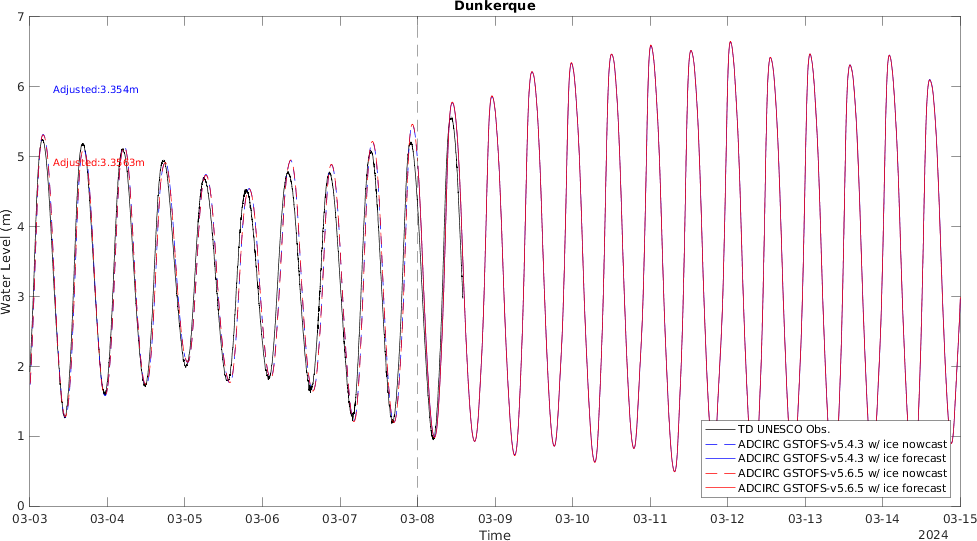 Dunkerque
7
6
5
4
3
2
1
0
Water Level (m)
Adjusted:3.354m
Adjusted:3.3563m
TD UNESCO Obs.
ADCIRC GSTOFS-v5.4.3 w/ ice nowcast
ADCIRC GSTOFS-v5.4.3 w/ ice forecast
ADCIRC GSTOFS-v5.6.5 w/ ice nowcast
ADCIRC GSTOFS-v5.6.5 w/ ice forecast
03-03 03-04 03-05 03-06 03-07 03-08 03-09 03-10 03-11 03-12 03-13 03-14 03-15
Time
2024